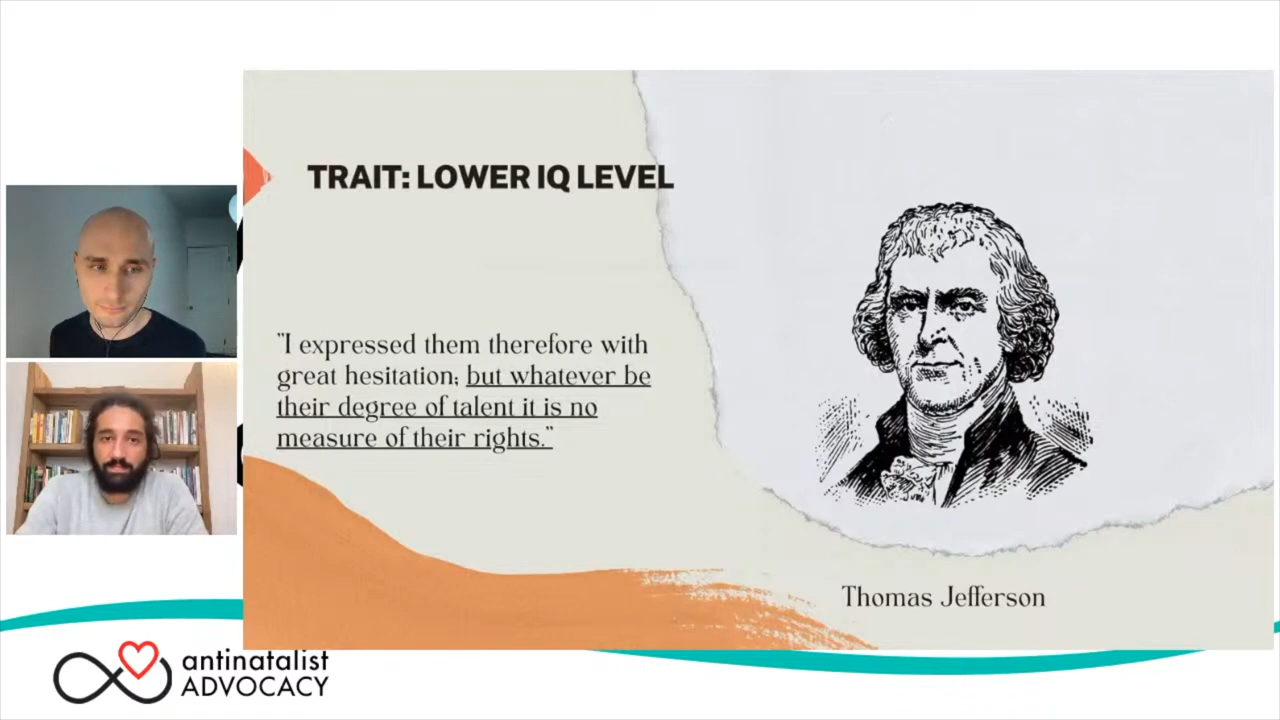 TRAIT: LOWER IQ LEVEL
"I expressed them therefore with
great hesitation; but whatever be
their degree of talent it is no
measure of their rights."
Thomas Jefferson
antinatalist
ADVOCACY